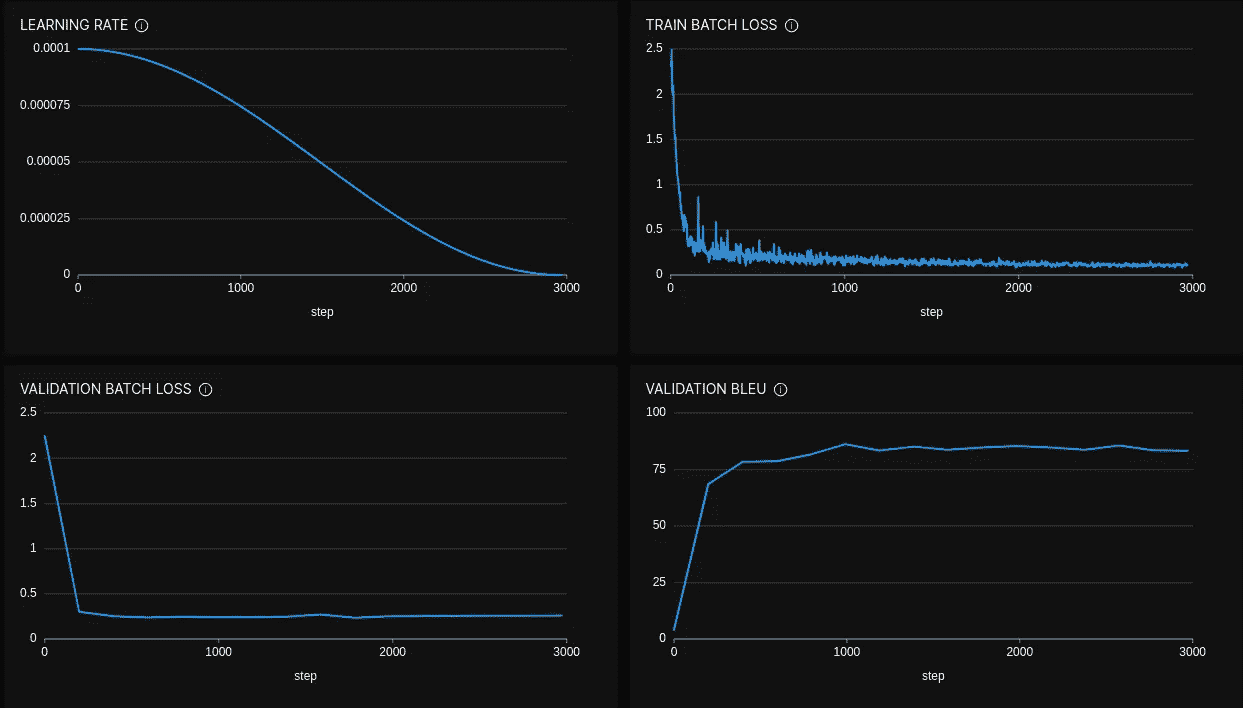 LEARNING RATE
0.0001
0.000075
0.00005
0.000025
0
0 1000 2000 3000
step
TRAIN BATCH LOSS
2.5
2
1.5
1
0.5
0
0 1000 2000 3000
step
VALIDATION BATCH LOSS
2.5
2
1.5
1
0.5
0
0 1000 2000 3000
step
VALIDATION BLEU
100
75
50
25
0
0 1000 2000 3000
step